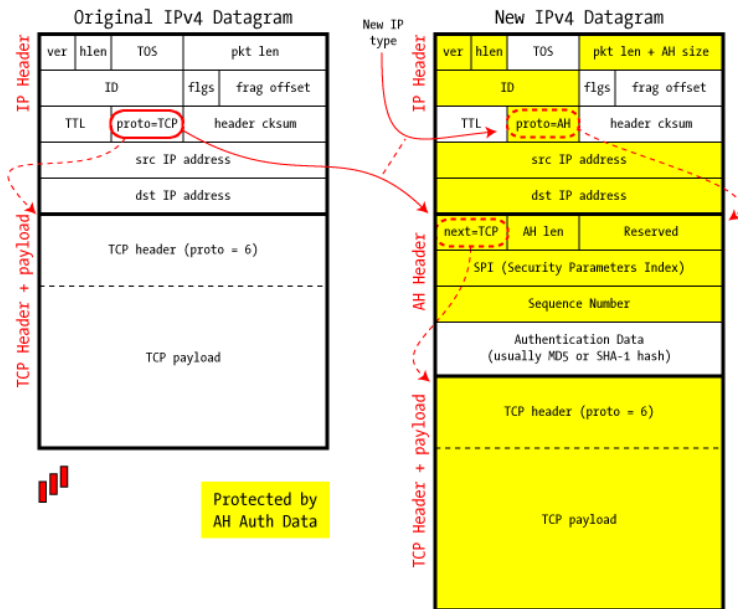 Original IPv4 Datagram
IP Header
ver hlen TOS pkt len
ID flgs frag offset
TTL proto=TCP header cksum
src IP address
dst IP address
TCP Header + payload
TCP header (proto = 6)
TCP payload
Protected by
AH Auth Data
New IP
type
New IPv4 Datagram
IP Header
ver hlen TOS pkt len + AH size
ID flgs frag offset
TTL proto=AH header cksum
src IP address
dst IP address
AH Header
next=TCP AH len Reserved
SPI (Security Parameters Index)
Sequence Number
Authentication Data
(usually MD5 or SHA-1 hash)
TCP Header + payload
TCP header (proto = 6)
TCP payload